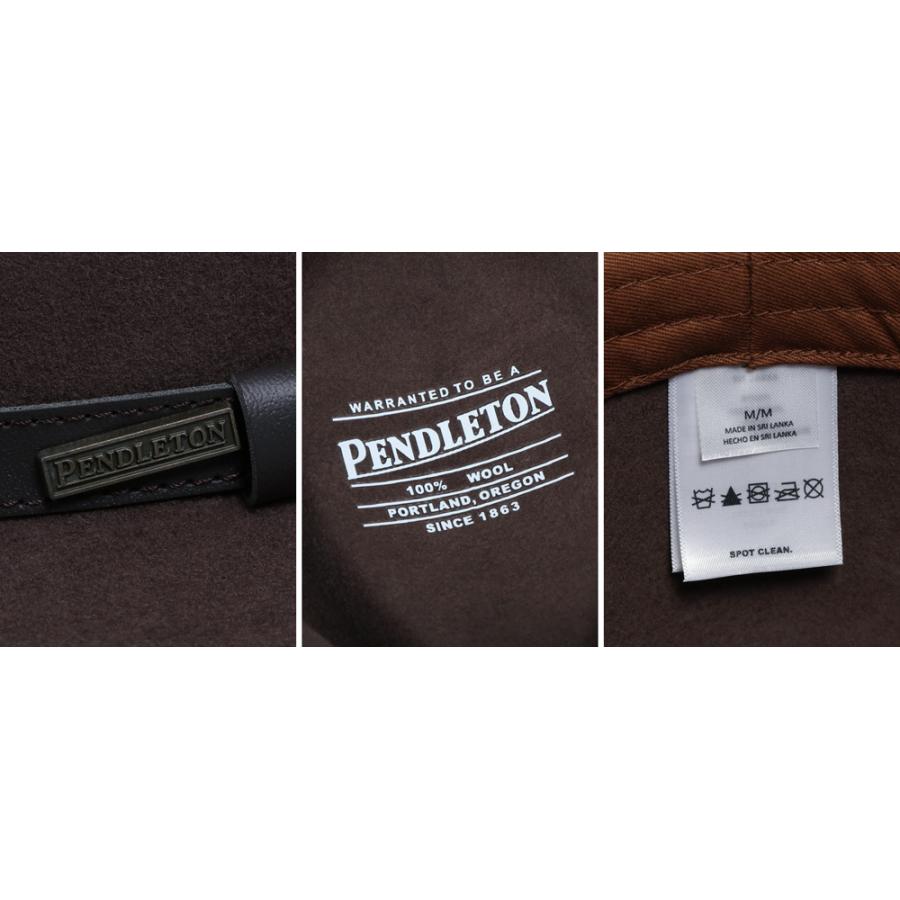 PENDLETON
WARRANTED TO BE A
PENDLETON
100% WOOL
PORTLAND, OREGON
SINCE 1863
M/M
MADE IN SRI LANKA
HECHO EN SRI LANKA
SPOT CLEAN.